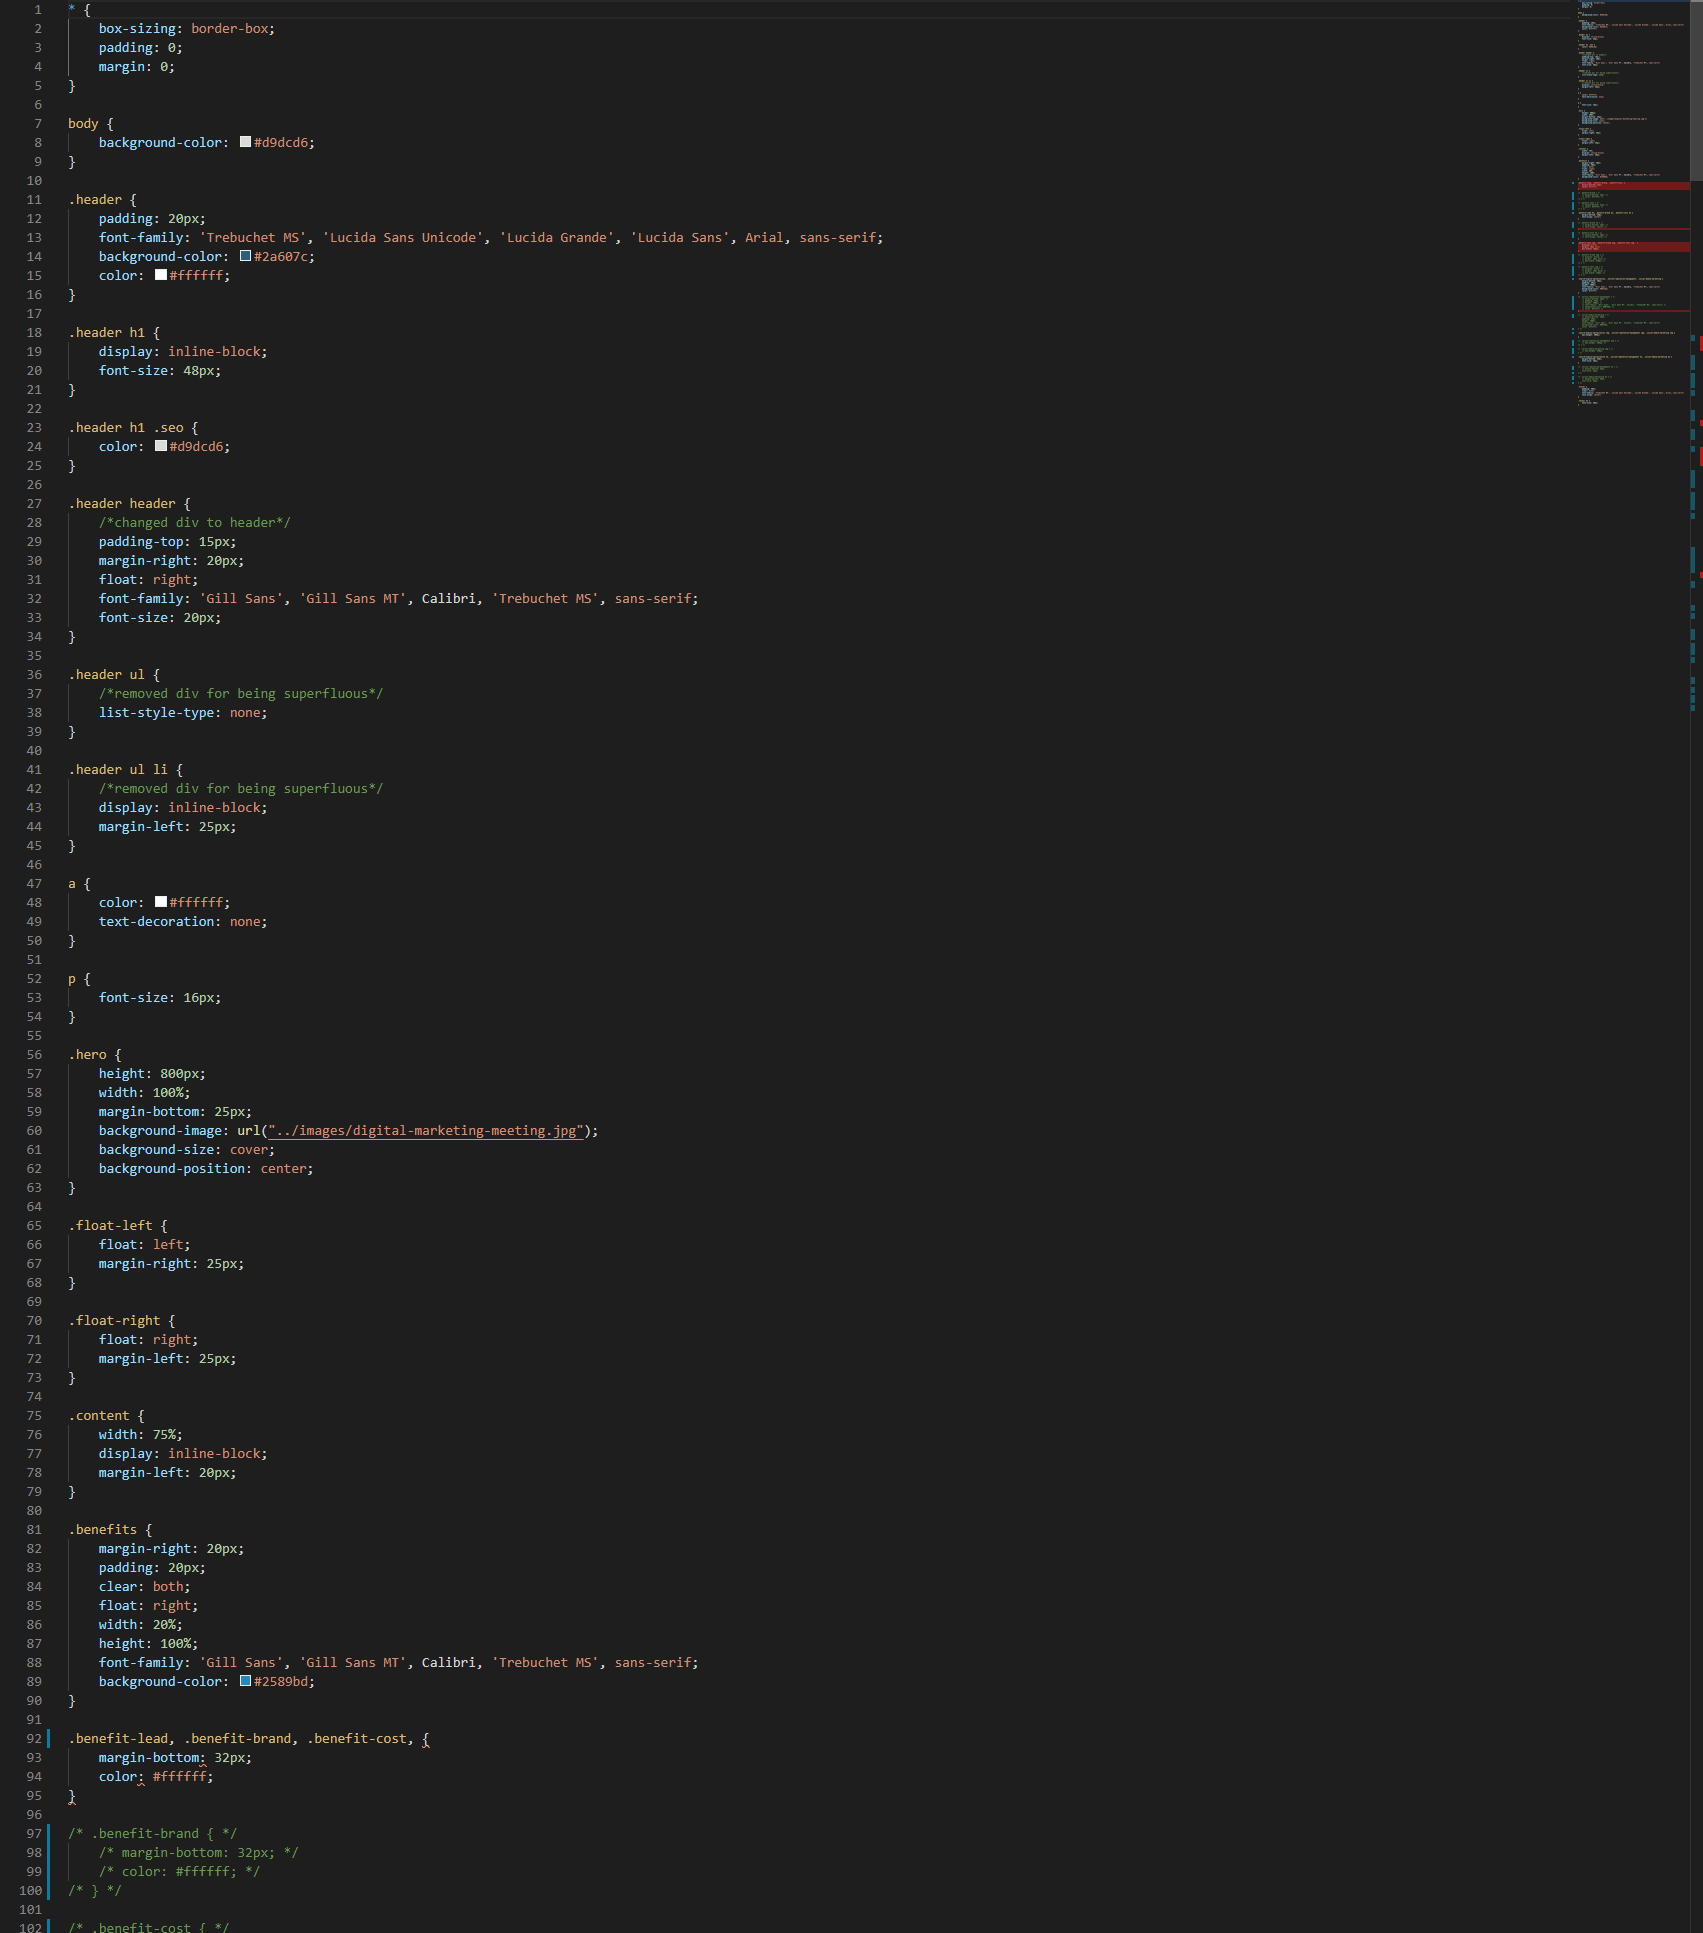 1 * {
2 box-sizing: border-box;
3 padding: 0;
4 margin: 0;
5 }
6
7 body {
8 background-color: #d9dcd6;
9 }
10
11 .header {
12 padding: 20px;
13 font-family: 'Trebuchet MS', 'Lucida Sans Unicode', 'Lucida Grande', 'Lucida Sans', Arial, sans-serif;
14 background-color: #2a607c;
15 color: #ffffff;
16 }
17
18 .header h1 {
19 display: inline-block;
20 font-size: 48px;
21 }
22
23 .header h1 .seo {
24 color: #d9dcd6;
25 }
26
27 .header header {
28 /*changed div to header*/
29 padding-top: 15px;
30 margin-right: 20px;
31 float: right;
32 font-family: 'Gill Sans', 'Gill Sans MT', Calibri, 'Trebuchet MS', sans-serif;
33 font-size: 20px;
34 }
35
36 .header ul {
37 /*removed div for being superfluous*/
38 list-style-type: none;
39 }
40
41 .header ul li {
42 /*removed div for being superfluous*/
43 display: inline-block;
44 margin-left: 25px;
45 }
46
47 a {
48 color: #ffffff;
49 text-decoration: none;
50 }
51
52 p {
53 font-size: 16px;
54 }
55
56 .hero {
57 height: 800px;
58 width: 100%;
59 margin-bottom: 25px;
60 background-image: url("../images/digital-marketing-meeting.jpg");
61 background-size: cover;
62 background-position: center;
63 }
64
65 .float-left {
66 float: left;
67 margin-right: 25px;
68 }
69
70 .float-right {
71 float: right;
72 margin-left: 25px;
73 }
74
75 .content {
76 width: 75%;
77 display: inline-block;
78 margin-left: 20px;
79 }
80
81 .benefits {
82 margin-right: 20px;
83 padding: 20px;
84 clear: both;
85 float: right;
86 width: 20%;
87 height: 100%;
88 font-family: 'Gill Sans', 'Gill Sans MT', Calibri, 'Trebuchet MS', sans-serif;
89 background-color: #2589bd;
90 }
91
92 .benefit-lead, .benefit-brand, .benefit-cost, {
93 margin-bottom: 32px;
94 color: #ffffff;
95 }
96
97 /* .benefit-brand { */
98 /* margin-bottom: 32px; */
99 /* color: #ffffff; */
100 /* } */
101
102 /* .benefit-cost { */